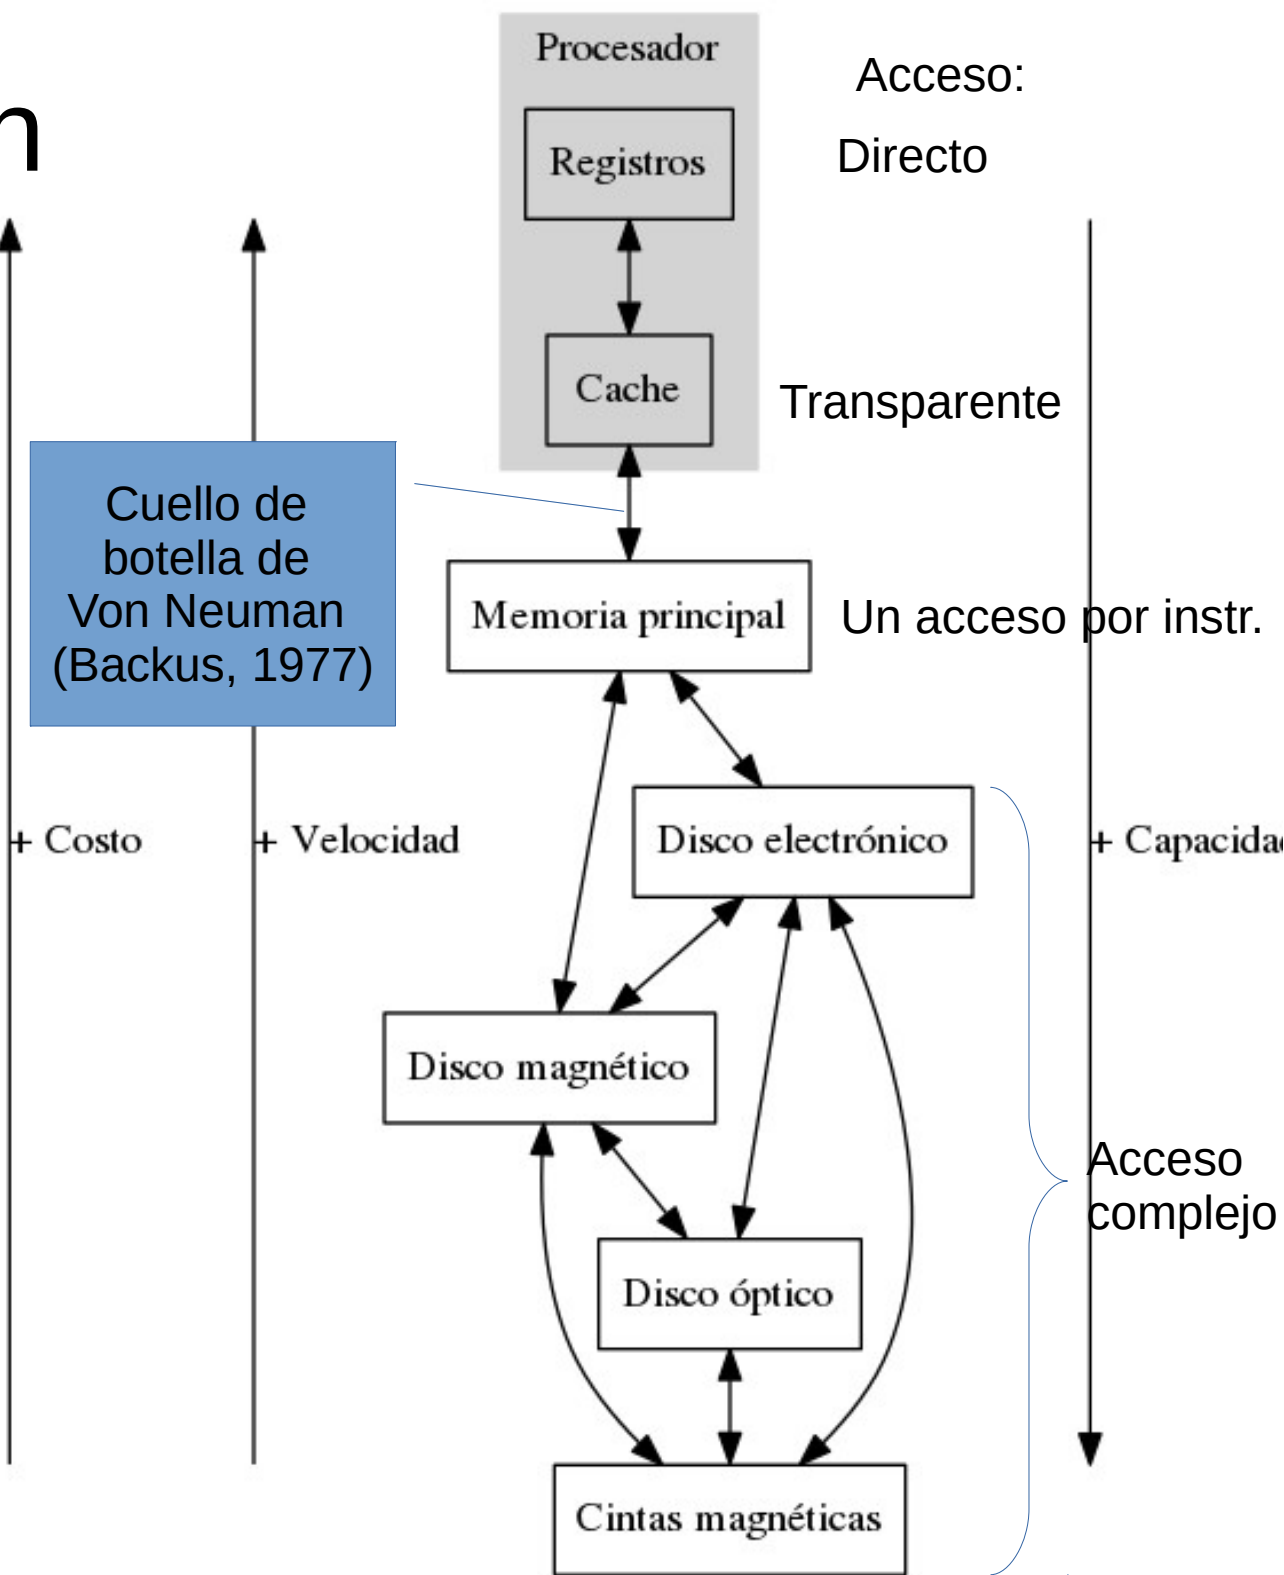 n
Procesador
Acceso:
Registros
Directo
Cache
Transparente
Cuello de
botella de
Von Neuman
(Backus, 1977)
Memoria principal
Un acceso por instr.
+ Costo
+ Velocidad
Disco electrónico
+ Capacidad
Disco magnético
Acceso
complejo
Disco óptico
Cintas magnéticas